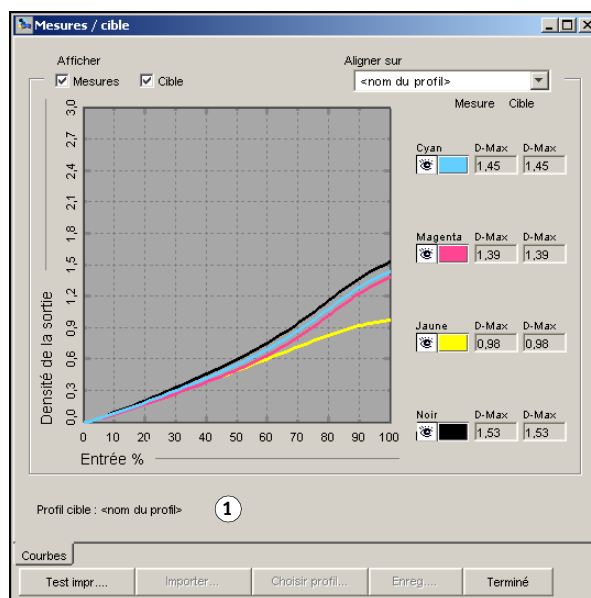 Mesures / cible
Afficher
Mesures Cible
Aligner sur
<nom du profil>
Mesure Cible
3,0
2,7
2,4
2,1
1,8
1,5
1,2
0,9
0,6
0,3
0,0
Densité de la sortie
0 10 20 30 40 50 60 70 80 90 100
Entrée %
Cyan D-Max D-Max
1,45 1,45
Magenta D-Max D-Max
1,39 1,39
Jaune D-Max D-Max
0,98 0,98
Noir D-Max D-Max
1,53 1,53
Profil cible : <nom du profil>
1
Courbes
Test impr.... Importer... Choisir profil... Enreg.... Terminé